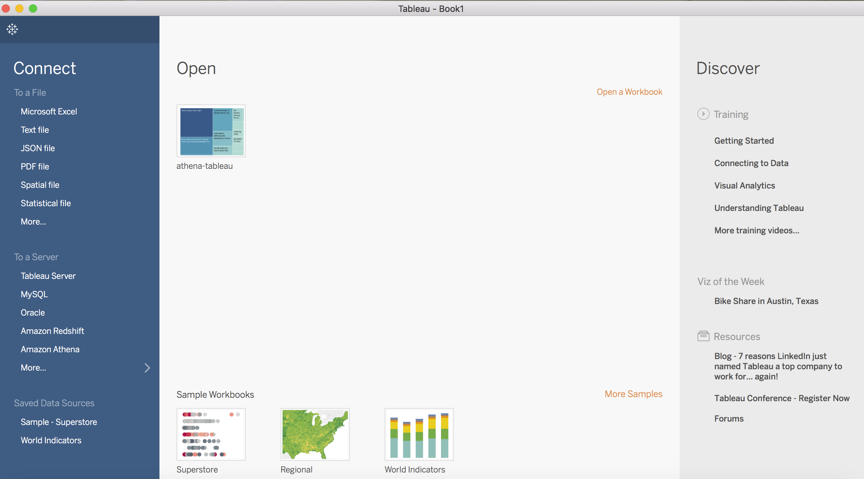 Tableau - Book1
Connect
To a File
Microsoft Excel
Text file
JSON file
PDF file
Spatial file
Statistical file
More...
To a Server
Tableau Server
MySQL
Oracle
Amazon Redshift
Amazon Athena
More...
Saved Data Sources
Sample - Superstore
World Indicators
Open
Open a Workbook
athena-tableau
Sample Workbooks
More Samples
Superstore
Regional
World Indicators
Discover
Training
Getting Started
Connecting to Data
Visual Analytics
Understanding Tableau
More training videos...
Viz of the Week
Bike Share in Austin, Texas
Resources
Blog - 7 reasons LinkedIn just
named Tableau a top company to
work for... again!
Tableau Conference - Register Now
Forums